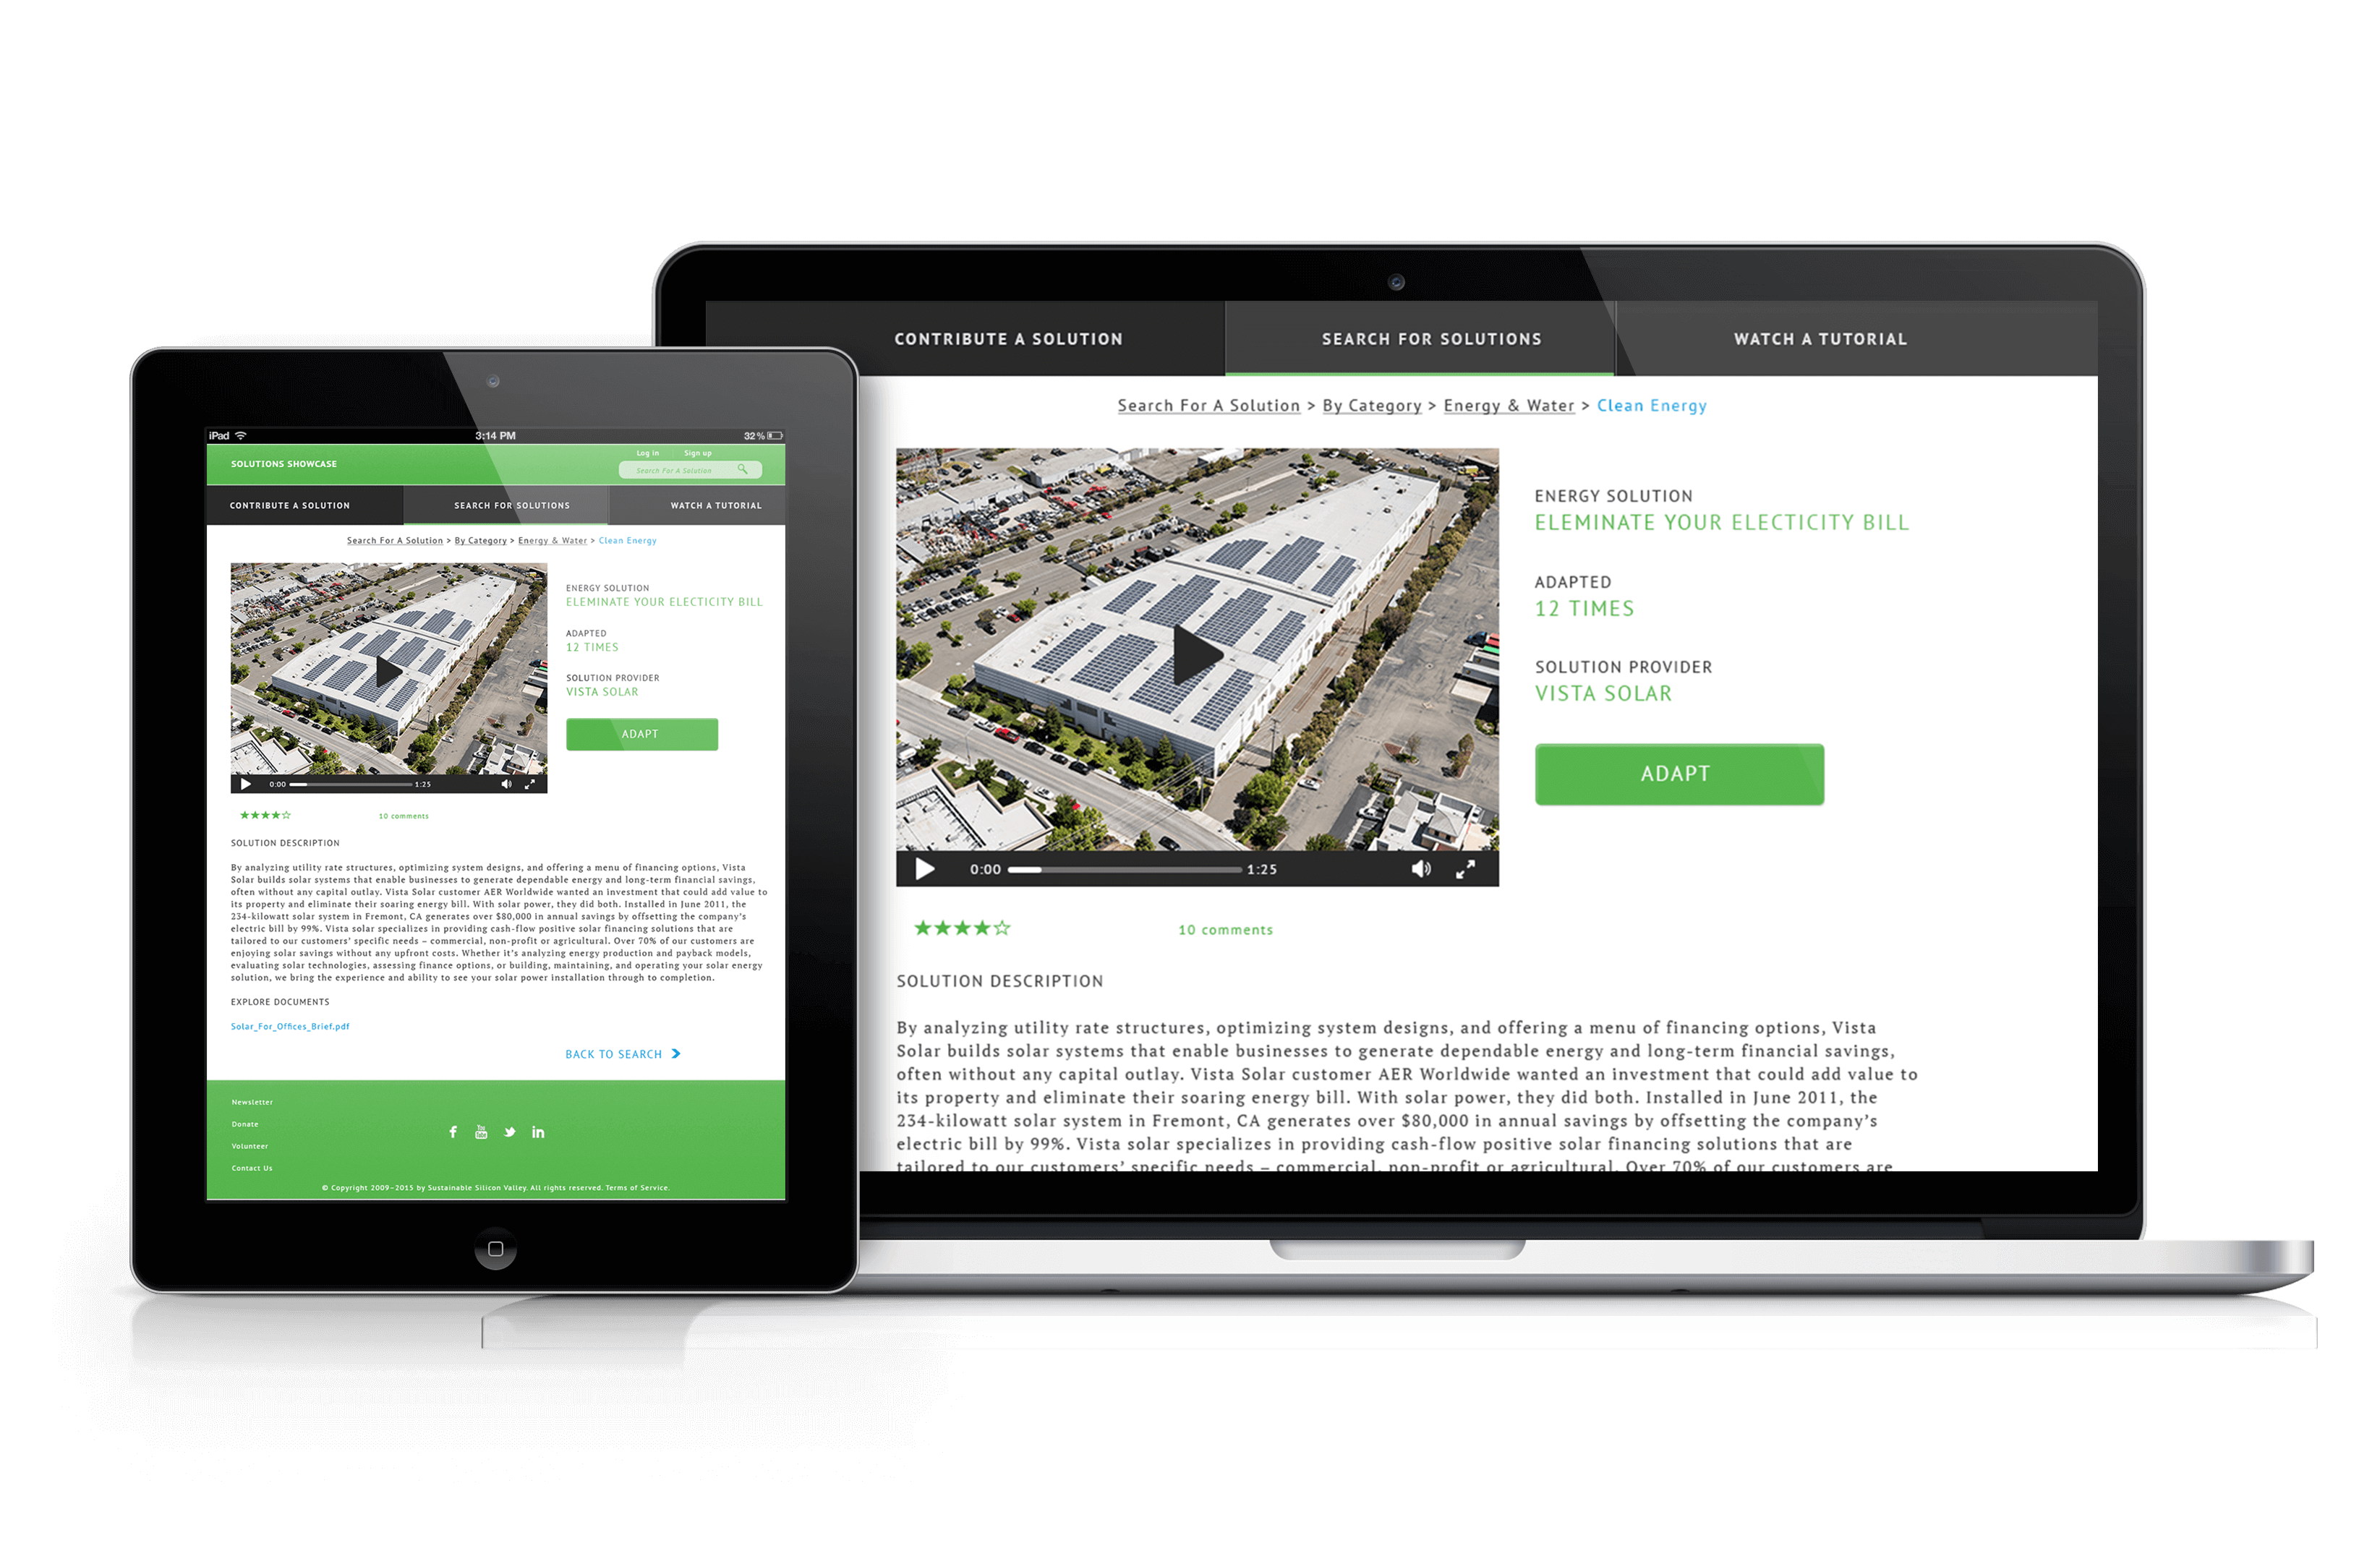 iPad
3:14 PM
32%
SOLUTIONS SHOWCASE
Log in
Sign up
Search For A Solution
CONTRIBUTE A SOLUTION
SEARCH FOR SOLUTIONS
WATCH A TUTORIAL
Search For A Solution > By Category > Energy & Water > Clean Energy
ENERGY SOLUTION
ELEMINATE YOUR ELECTICITY BILL
ADAPTED
12 TIMES
SOLUTION PROVIDER
VISTA SOLAR
ADAPT
0:00
1:25
10 comments
SOLUTION DESCRIPTION
By analyzing utility rate structures, optimizing system designs, and offering a menu of financing options, Vista
Solar builds solar systems that enable businesses to generate dependable energy and long-term financial savings,
often without any capital outlay. Vista Solar customer AER Worldwide wanted an investment that could add value to
its property and eliminate their soaring energy bill. With solar power, they did both. Installed in June 2011, the
234-kilowatt solar system in Fremont, CA generates over $80,000 in annual savings by offsetting the company’s
electric bill by 99%. Vista solar specializes in providing cash-flow positive solar financing solutions that are
tailored to our customers’ specific needs – commercial, non-profit or agricultural. Over 70% of our customers are
enjoying solar savings without any upfront costs. Whether it’s analyzing energy production and payback models,
evaluating solar technologies, assessing finance options, or building, maintaining, and operating your solar energy
solution, we bring the experience and ability to see your solar power installation through to completion.
EXPLORE DOCUMENTS
Solar_For_Offices_Brief.pdf
BACK TO SEARCH
Newsletter
Donate
Volunteer
Contact Us
f
You Tube
in
© Copyright 2009–2015 by Sustainable Silicon Valley. All rights reserved. Terms of Service.
CONTRIBUTE A SOLUTION
SEARCH FOR SOLUTIONS
WATCH A TUTORIAL
Search For A Solution > By Category > Energy & Water > Clean Energy
ENERGY SOLUTION
ELEMINATE YOUR ELECTICITY BILL
ADAPTED
12 TIMES
SOLUTION PROVIDER
VISTA SOLAR
ADAPT
0:00
1:25
10 comments
SOLUTION DESCRIPTION
By analyzing utility rate structures, optimizing system designs, and offering a menu of financing options, Vista
Solar builds solar systems that enable businesses to generate dependable energy and long-term financial savings,
often without any capital outlay. Vista Solar customer AER Worldwide wanted an investment that could add value to
its property and eliminate their soaring energy bill. With solar power, they did both. Installed in June 2011, the
234-kilowatt solar system in Fremont, CA generates over $80,000 in annual savings by offsetting the company’s
electric bill by 99%. Vista solar specializes in providing cash-flow positive solar financing solutions that are
tailored to our customers’ specific needs – commercial, non-profit or agricultural. Over 70% of our customers are